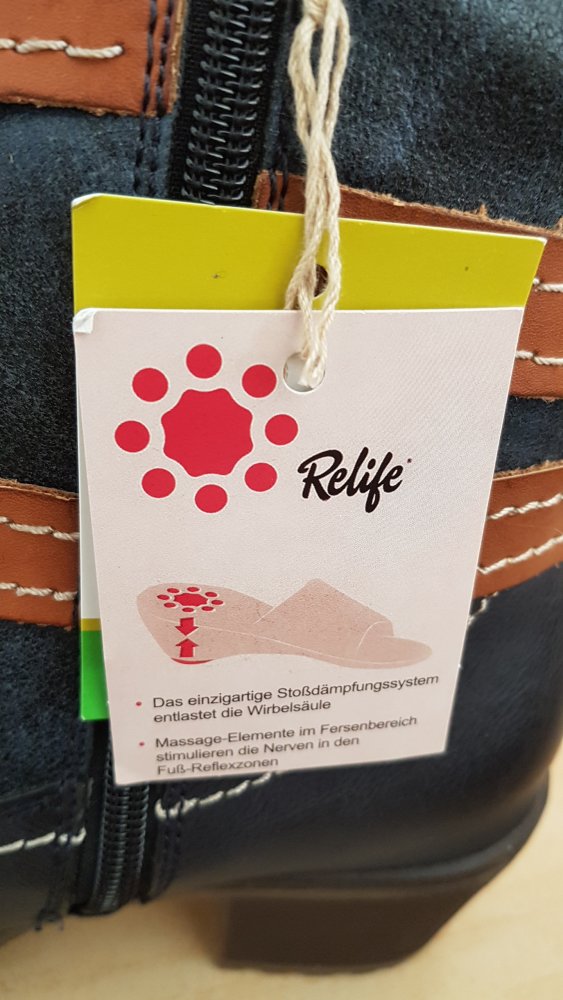 Relife
• Das einzigartige Stoßdämpfungssystem
entlastet die Wirbelsäule
• Massage-Elemente im Fersenbereich
stimulieren die Nerven in den
Fuß-Reflexzonen